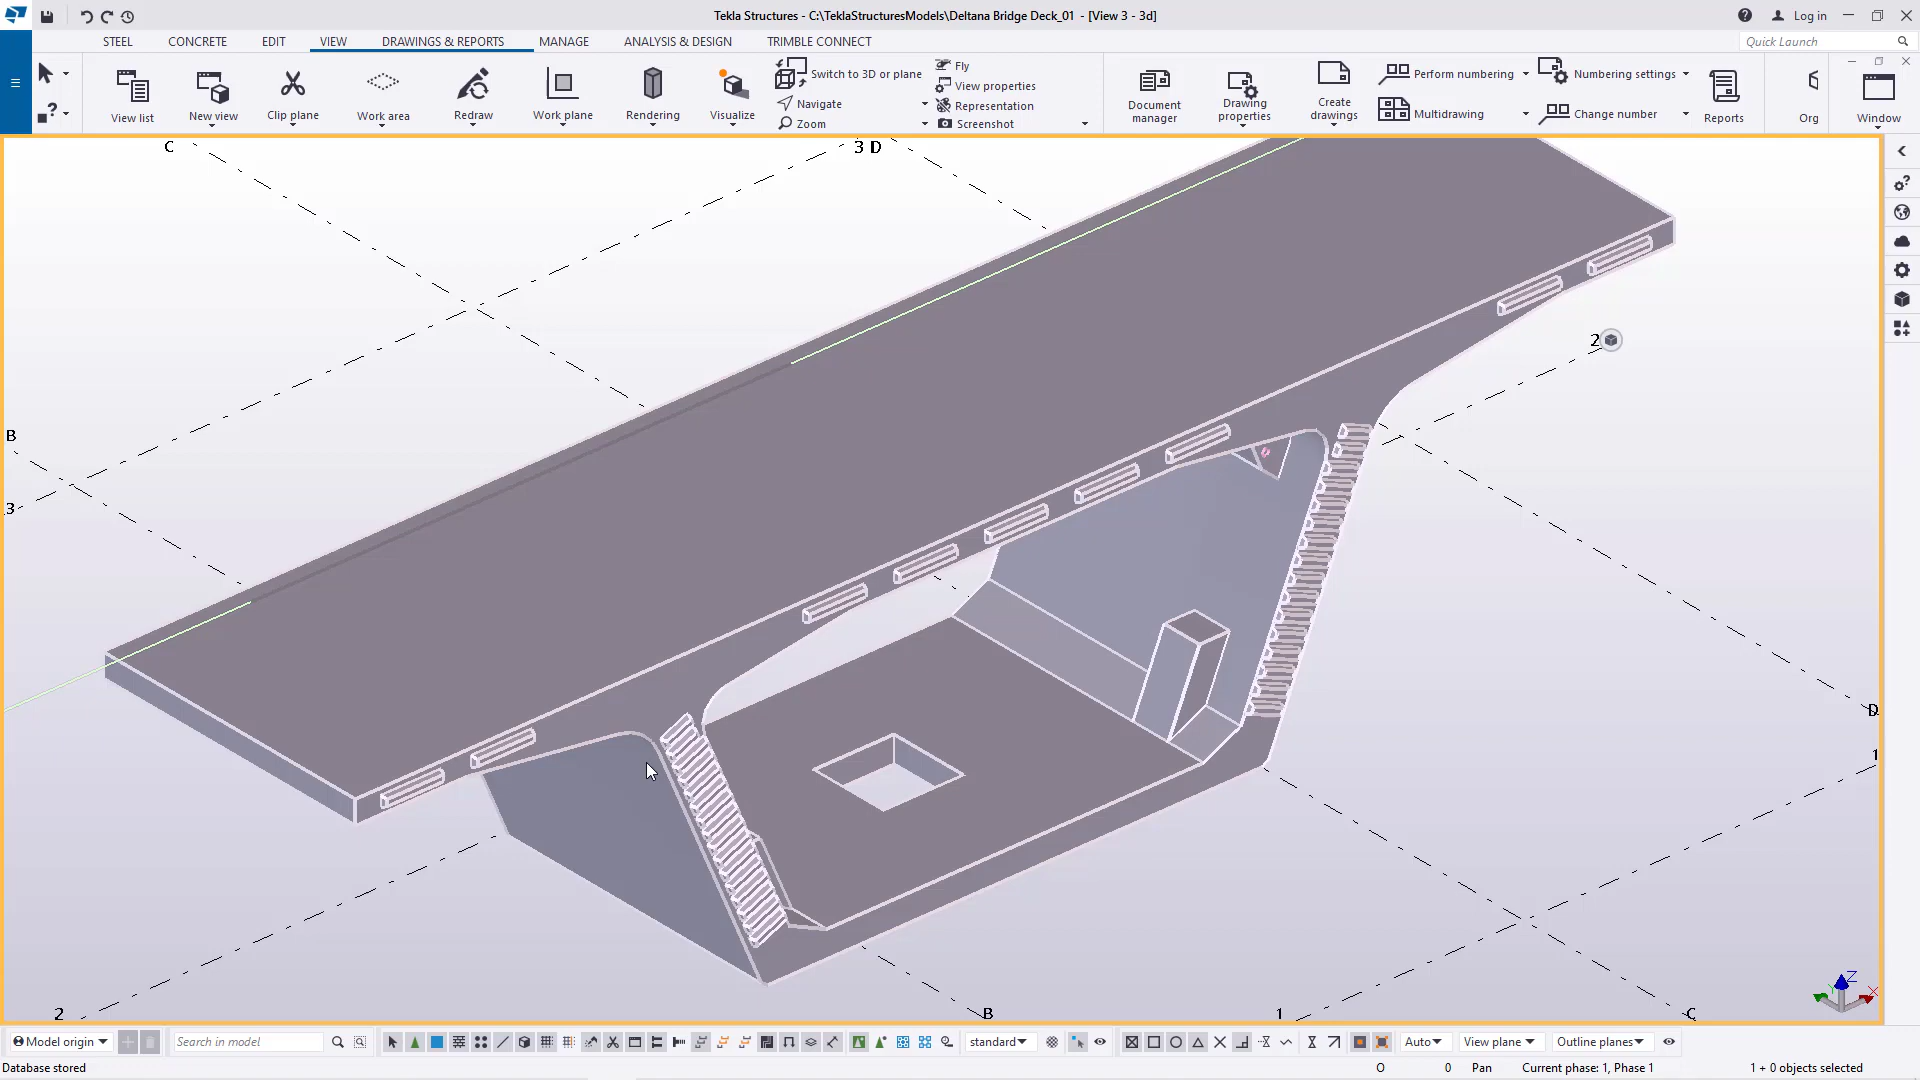 Tekla Structures - C:\TeklaStructuresModels\Deltana Bridge Deck_01 - [View 3 - 3d]
Log in
STEEL CONCRETE EDIT VIEW DRAWINGS & REPORTS MANAGE ANALYSIS & DESIGN TRIMBLE CONNECT
Quick Launch
View list
New view
Clip plane
Work area
Redraw
Work plane
Rendering
Visualize
Switch to 3D or plane
Navigate
Zoom
Fly
View properties
Representation
Screenshot
Document manager
Drawing properties
Create drawings
Perform numbering
Multidrawing
Numbering settings
Change number
Reports
Org
Window
C
3 D
2
B
3
D
1
2
B
1
C
Z
X
Model origin
Search in model
standard
Auto
View plane
Outline planes
Database stored
O
0
Pan
Current phase: 1, Phase 1
1 + 0 objects selected